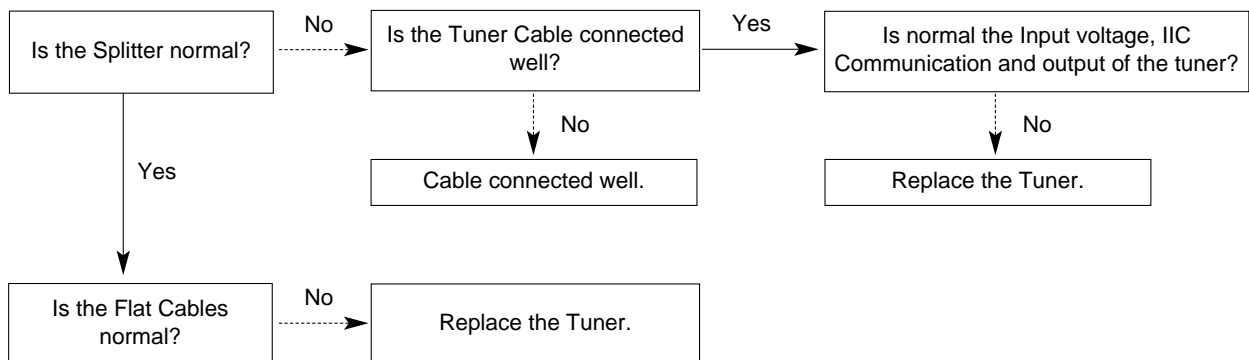 Is the Splitter normal?
No
Is the Tuner Cable connected
well?
Yes
Is normal the Input voltage, IIC
Communication and output of the tuner?
No
Cable connected well.
No
Replace the Tuner.
Yes
Is the Flat Cables
normal?
No
Replace the Tuner.